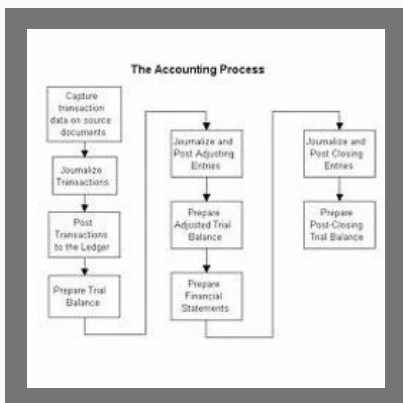 The Accounting Process
Capture
transaction
data on source
documents
Journalize
Transactions
Post
Transactions
to the Ledger
Prepare Trial
Balance
Journalize and
Post Adjusting
Entries
Prepare
Adjusted Trial
Balance
Prepare
Financial
Statements
Journalize and
Post Closing
Entries
Prepare
Post-Closing
Trial Balance